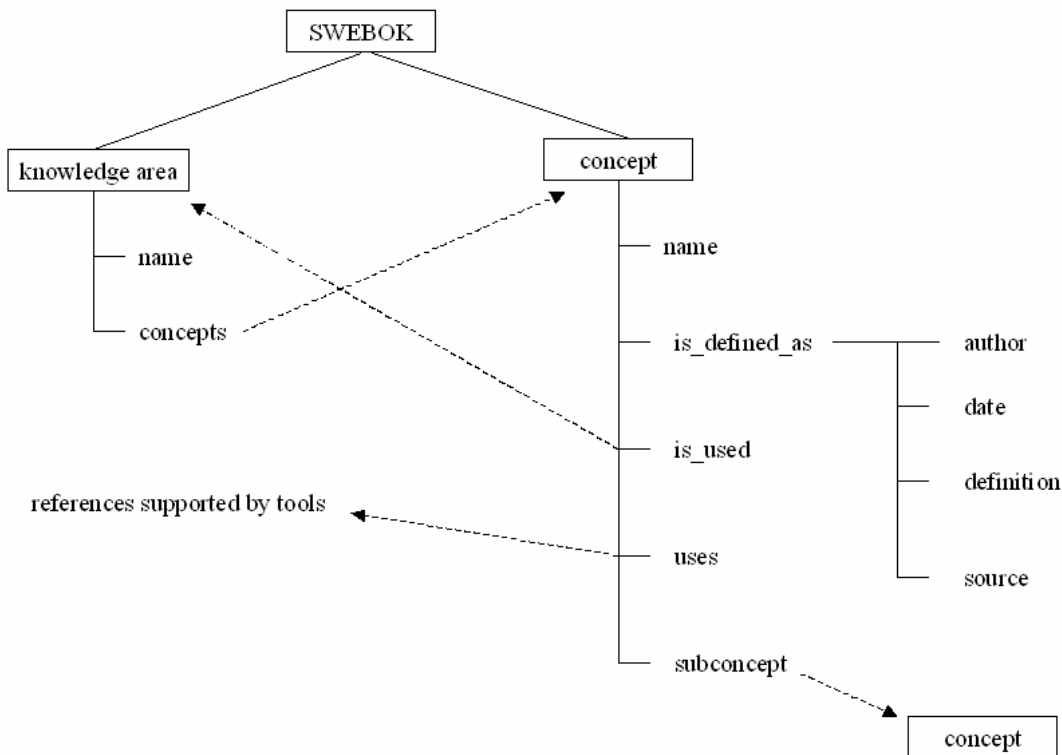 SWEBOK
knowledge area
concept
name
name
concepts
is_defined_as
author
date
is_used
definition
references supported by tools
uses
source
subconcept
concept